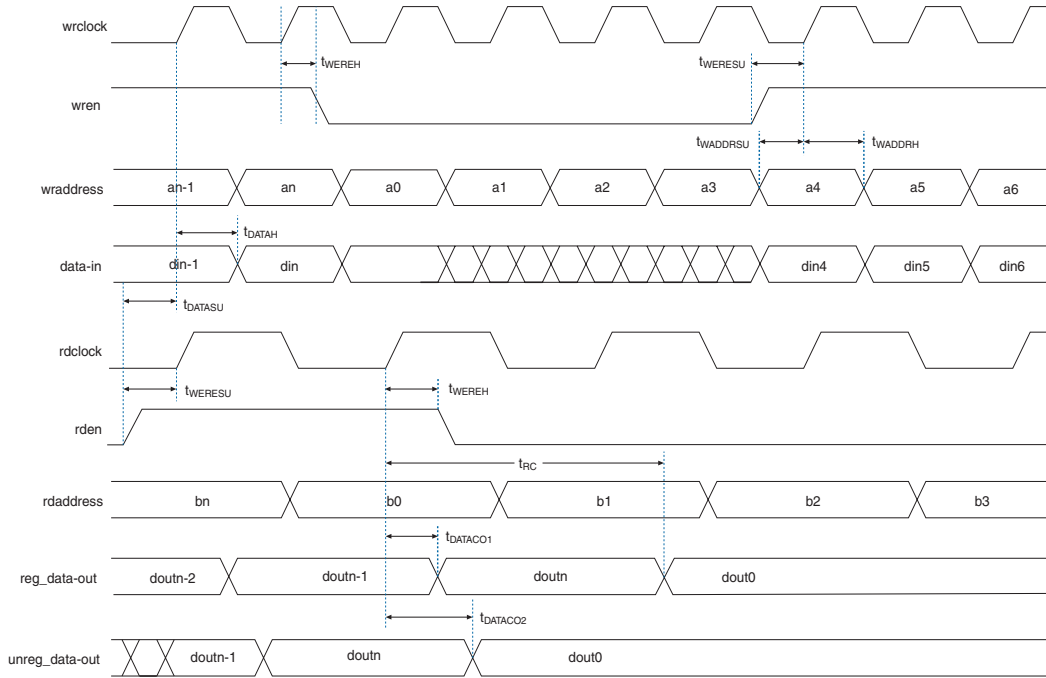 wrclock
tWEREH
tWERESU
wren
tWADDRSU
tWADDRH
wraddress an-1 an a0 a1 a2 a3 a4 a5 a6
tDATAH
data-in din-1 din din4 din5 din6
tDATASU
rdclock
tWERESU
tWEREH
rden
tRC
rdaddress bn b0 b1 b2 b3
tDATACO1
reg_data-out doutn-2 doutn-1 doutn dout0
tDATACO2
unreg_data-out doutn-1 doutn dout0